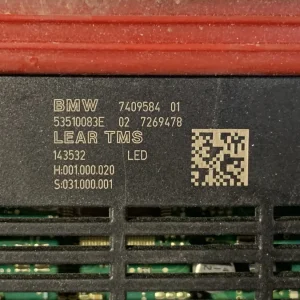 BMW 7409584 01
53510083E 02 7269478
LEAR TMS
143532 LED
H:001.000.020
S:031.000.001